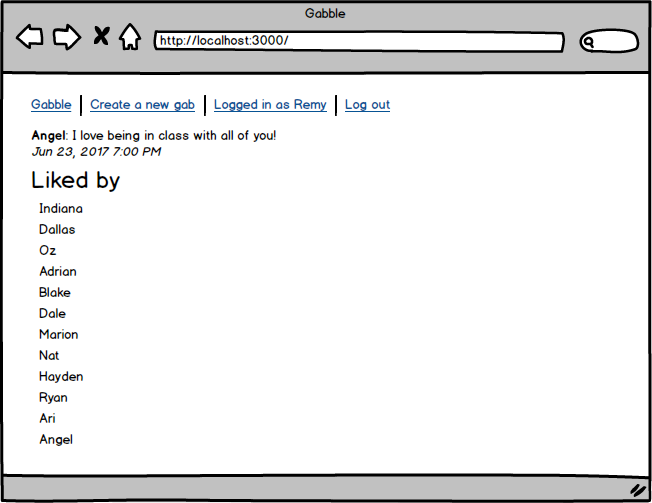 Gabble
http://localhost:3000/
Gabble | Create a new gab | Logged in as Remy | Log out
Angel: I love being in class with all of you!
Jun 23, 2017 7:00 PM
Liked by
Indiana
Dallas
Oz
Adrian
Blake
Dale
Marion
Nat
Hayden
Ryan
Ari
Angel